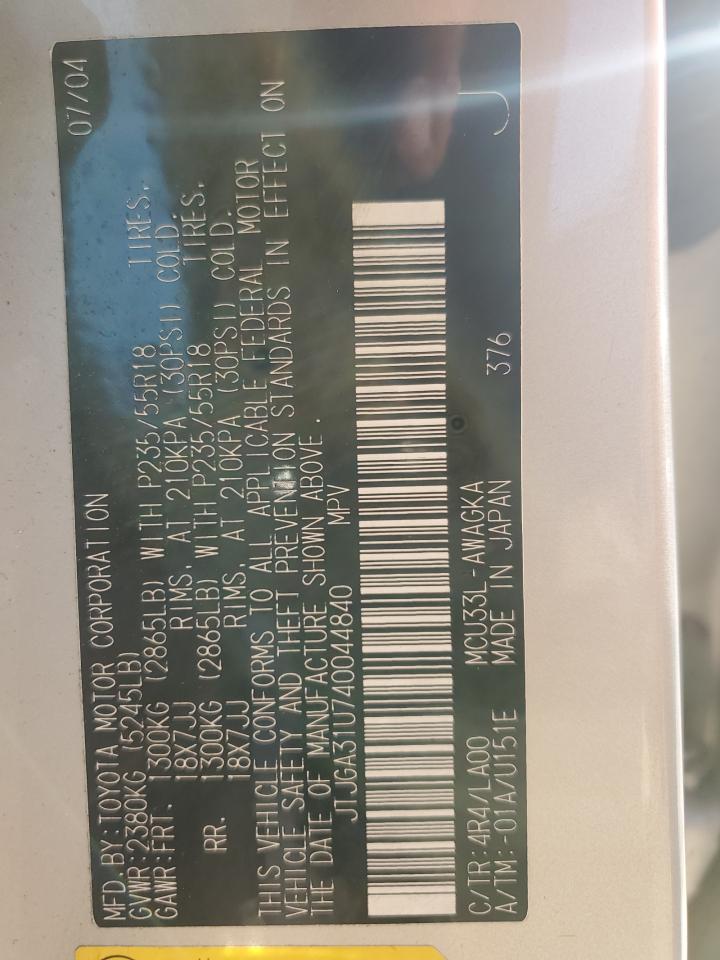 MFD BY:TOYOTA MOTOR CORPORATION 07/04
GVWR:2380KG (5245LB)
GAWR:FRT. 1300KG (2865LB) WITH P235/55R18 TIRES,
18X7JJ RIMS, AT 210KPA (30PSI) COLD.
RR. 1300KG (2865LB) WITH P235/55R18 TIRES,
18X7JJ RIMS, AT 210KPA (30PSI) COLD.
THIS VEHICLE CONFORMS TO ALL APPLICABLE FEDERAL MOTOR
VEHICLE SAFETY AND THEFT PREVENTION STANDARDS IN EFFECT ON
THE DATE OF MANUFACTURE SHOWN ABOVE.
JTJGA31U740044840 MPV
C/TR:4R4/LA00 MCU33L-AWAGKA
A/TM:-01A/U151E MADE IN JAPAN 376 J